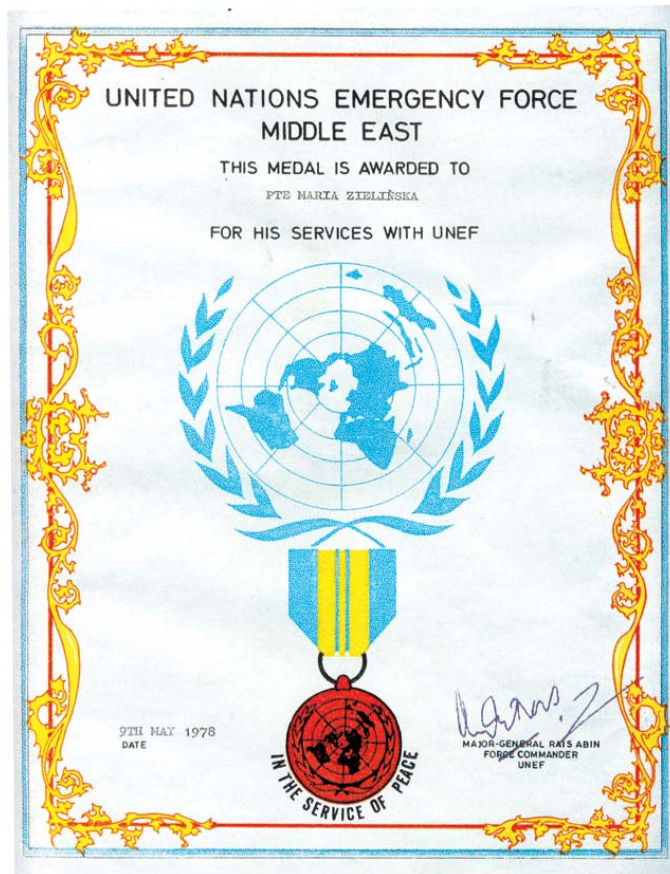 UNITED NATIONS EMERGENCY FORCE
MIDDLE EAST
THIS MEDAL IS AWARDED TO
PTE MARIA ZIELIŃSKA
FOR HIS SERVICES WITH UNEF
9TH MAY 1978
DATE
MAJOR-GENERAL RAIS ABIN
FORCE COMMANDER
UNEF
IN THE SERVICE OF PEACE